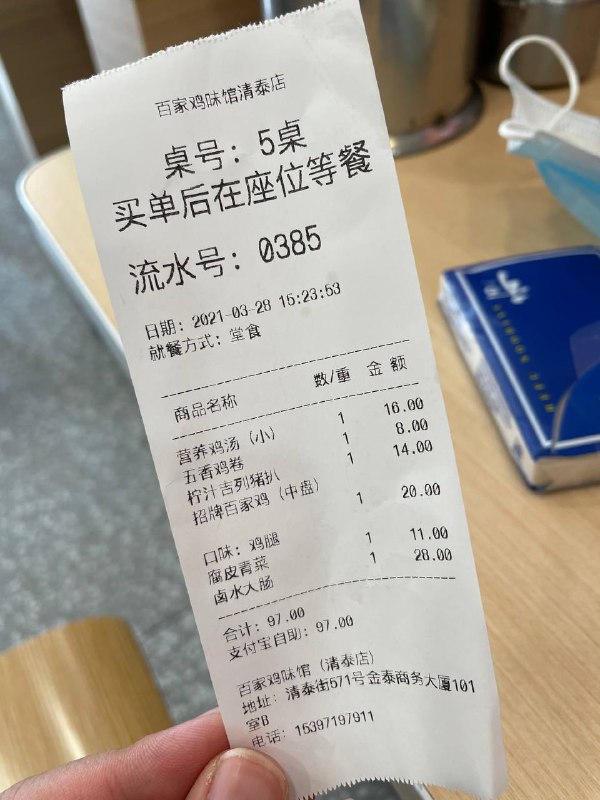 百家鸡味馆清泰店
桌号：5桌
买单后在座位等餐
流水号：0385
日期：2021-03-28 15:23:53
就餐方式：堂食
商品名称 数/重 金 额
营养鸡汤（小） 1 16.00
五香鸡卷 1 8.00
柠汁吉列猪扒 1 14.00
招牌百家鸡（中盘） 1 20.00
口味：鸡腿
腐皮青菜 1 11.00
卤水大肠 1 28.00
合计：97.00
支付宝自助：97.00
百家鸡味馆（清泰店）
地址：清泰街571号金泰商务大厦101
室B
电话：15397197911